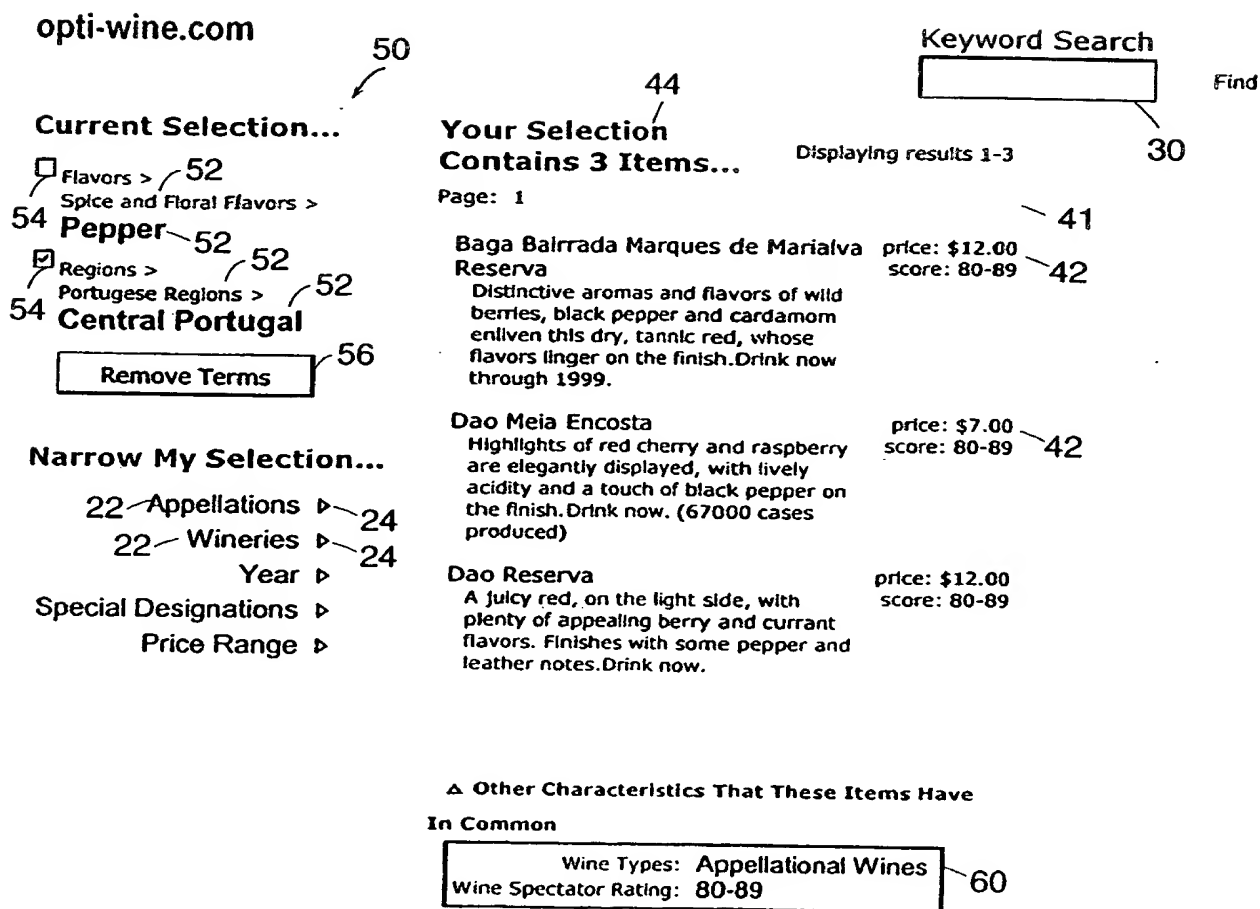 opti-wine.com
50
Keyword Search
Find
30
Current Selection...
Flavors > 52
Spice and Floral Flavors >
54 Pepper 52
Regions > 52
Portugese Regions > 52
54 Central Portugal
56
Remove Terms
Narrow My Selection...
22 Appellations 24
22 Wineries 24
Year
Special Designations
Price Range
44
Your Selection
Contains 3 Items...
Displaying results 1-3
Page: 1
41
Baga Bairrada Marques de Marialva
Reserva
price: $12.00
score: 80-89 42
Distinctive aromas and flavors of wild
berries, black pepper and cardamom
enliven this dry, tannic red, whose
flavors linger on the finish.Drink now
through 1999.
Dao Meia Encosta
price: $7.00
score: 80-89 42
Highlights of red cherry and raspberry
are elegantly displayed, with lively
acidity and a touch of black pepper on
the finish.Drink now. (67000 cases
produced)
Dao Reserva
price: $12.00
score: 80-89
A juicy red, on the light side, with
plenty of appealing berry and currant
flavors. Finishes with some pepper and
leather notes.Drink now.
Other Characteristics That These Items Have
In Common
Wine Types: Appellational Wines
Wine Spectator Rating: 80-89
60